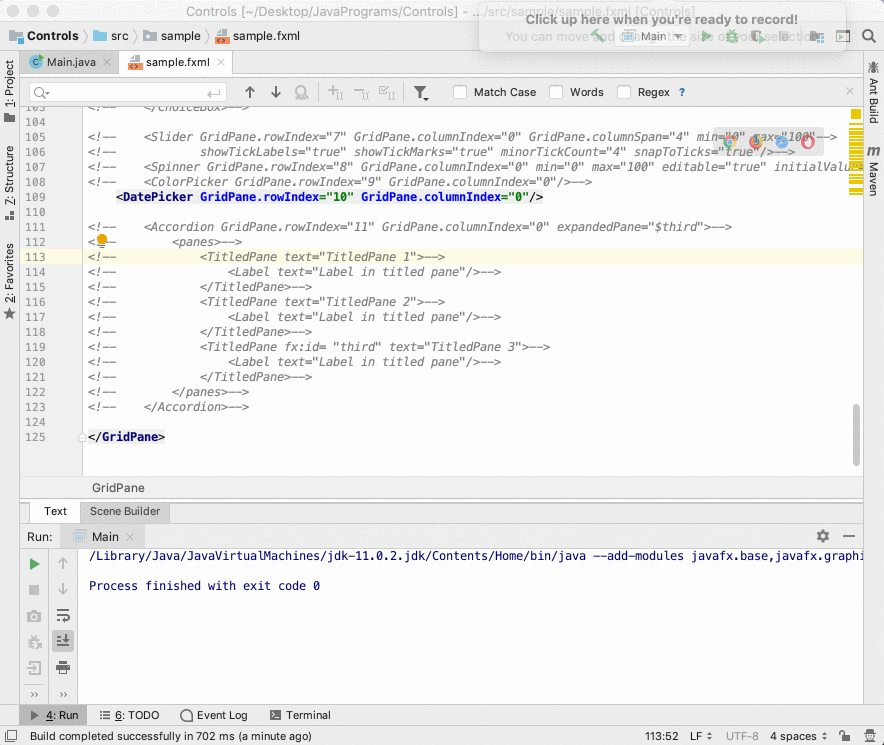 Controls [~/Desktop/JavaPrograms/Controls] - .../src/sample/sample.fxml [Controls]
Click up here when you're ready to record!
You can move and change the size of your selection
Controls src sample sample.fxml
Main
Main.java sample.fxml
Match Case Words Regex ?
1: Project
7: Structure
2: Favorites
Ant Build
Maven
103 <!-- </ChoiceBox>-->
104
105 <!-- <Slider GridPane.rowIndex="7" GridPane.columnIndex="0" GridPane.columnSpan="4" min="0" max="100"-->
106 <!-- showTickLabels="true" showTickMarks="true" minorTickCount="4" snapToTicks="true"/>-->
107 <!-- <Spinner GridPane.rowIndex="8" GridPane.columnIndex="0" min="0" max="100" editable="true" initialValue=
108 <!-- <ColorPicker GridPane.rowIndex="9" GridPane.columnIndex="0"/>-->
109 <DatePicker GridPane.rowIndex="10" GridPane.columnIndex="0"/>
110
111 <!-- <Accordion GridPane.rowIndex="11" GridPane.columnIndex="0" expandedPane="$third">-->
112 <!-- <panes>-->
113 <!-- <TitledPane text="TitledPane 1">-->
114 <!-- <Label text="Label in titled pane"/>-->
115 <!-- </TitledPane>-->
116 <!-- <TitledPane text="TitledPane 2">-->
117 <!-- <Label text="Label in titled pane"/>-->
118 <!-- </TitledPane>-->
119 <!-- <TitledPane fx:id= "third" text="TitledPane 3">-->
120 <!-- <Label text="Label in titled pane"/>-->
121 <!-- </TitledPane>-->
122 <!-- </panes>-->
123 <!-- </Accordion>-->
124
125 </GridPane>
GridPane
Text Scene Builder
Run: Main
/Library/Java/JavaVirtualMachines/jdk-11.0.2.jdk/Contents/Home/bin/java --add-modules javafx.base,javafx.graphi
Process finished with exit code 0
4: Run 6: TODO Event Log Terminal
Build completed successfully in 702 ms (a minute ago) 113:52 LF UTF-8 4 spaces